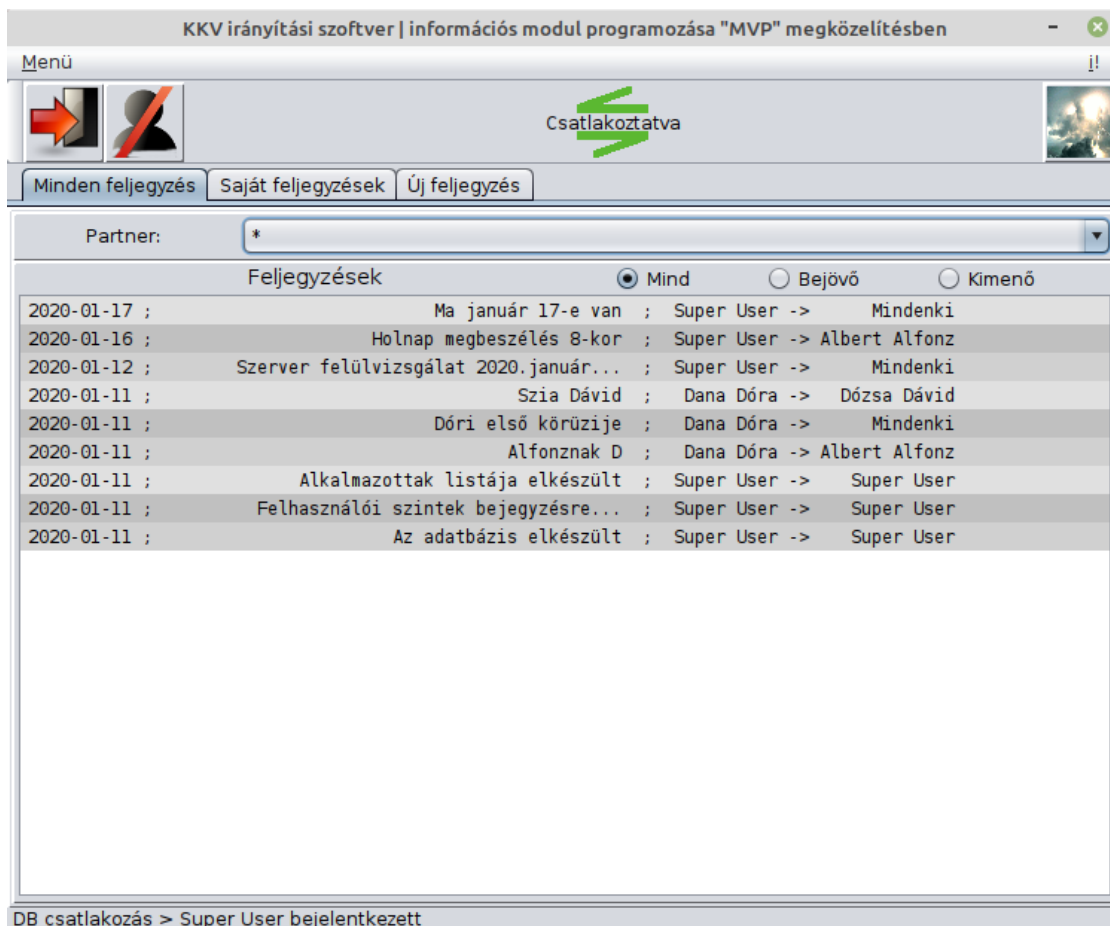 KKV irányítási szoftver | információs modul programozása "MVP" megközelítésben
Menü i!
Csatlakoztatva
Minden feljegyzés Saját feljegyzések Új feljegyzés
Partner: *
Feljegyzések Mind Bejövő Kimenő
2020-01-17 ; Ma január 17-e van ; Super User -> Mindenki
2020-01-16 ; Holnap megbeszélés 8-kor ; Super User -> Albert Alfonz
2020-01-12 ; Szerver felülvizsgálat 2020.január... ; Super User -> Mindenki
2020-01-11 ; Szia Dávid ; Dana Dóra -> Dózsa Dávid
2020-01-11 ; Dóri első körüzije ; Dana Dóra -> Mindenki
2020-01-11 ; Alfonznak D ; Dana Dóra -> Albert Alfonz
2020-01-11 ; Alkalmazottak listája elkészült ; Super User -> Super User
2020-01-11 ; Felhasználói szintek bejegyzésre... ; Super User -> Super User
2020-01-11 ; Az adatbázis elkészült ; Super User -> Super User
DB csatlakozás > Super User bejelentkezett